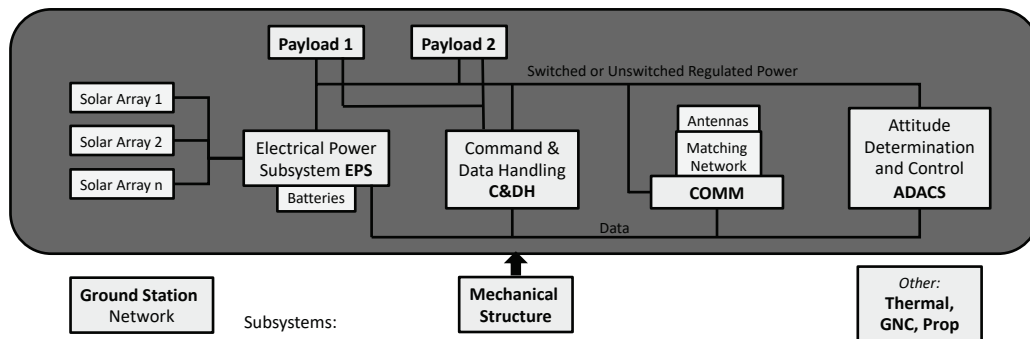 Payload 1
Payload 2
Switched or Unswitched Regulated Power
Solar Array 1
Solar Array 2
Solar Array n
Electrical Power
Subsystem EPS
Batteries
Command &
Data Handling
C&DH
Antennas
Matching
Network
COMM
Attitude
Determination
and Control
ADACS
Data
Ground Station
Network
Subsystems:
Mechanical
Structure
Other:
Thermal,
GNC, Prop